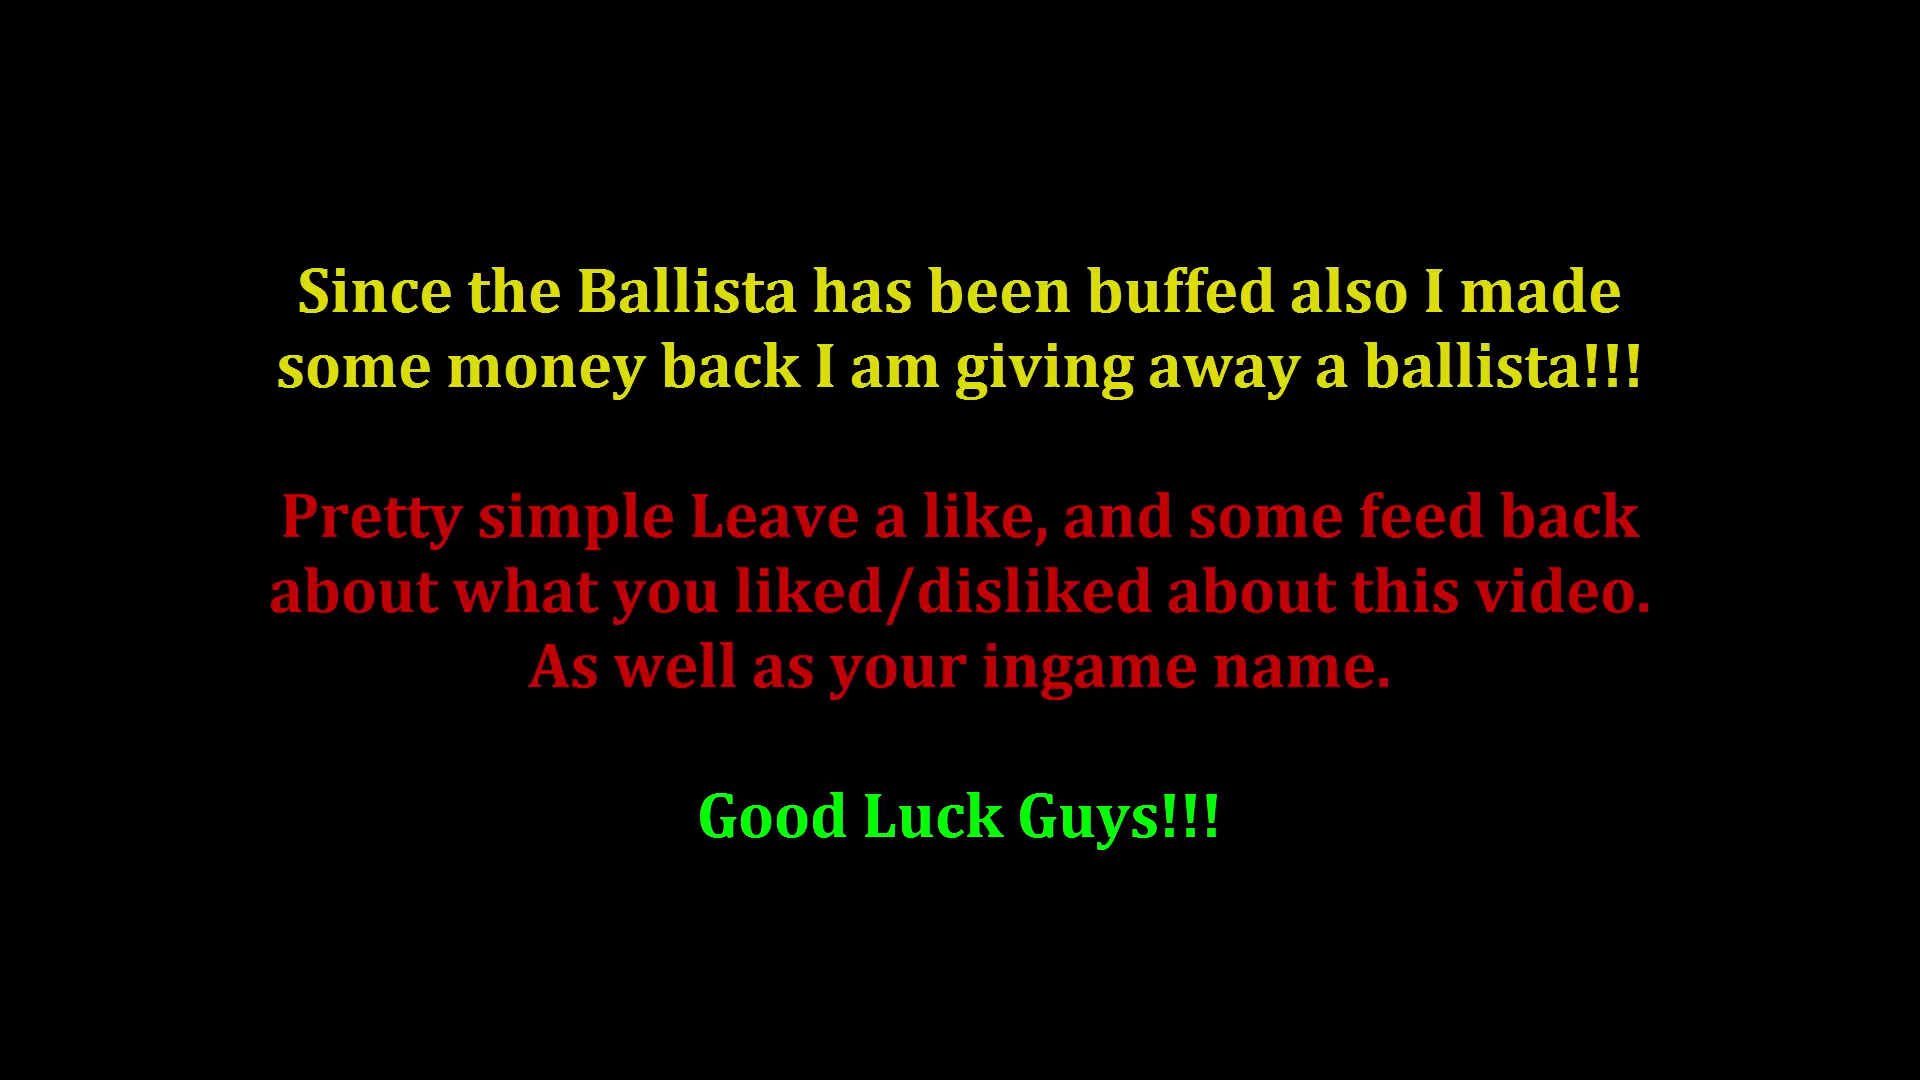 Since the Ballista has been buffed also I made
some money back I am giving away a ballista!!!
Pretty simple Leave a like, and some feed back
about what you liked/disliked about this video.
As well as your ingame name.
Good Luck Guys!!!